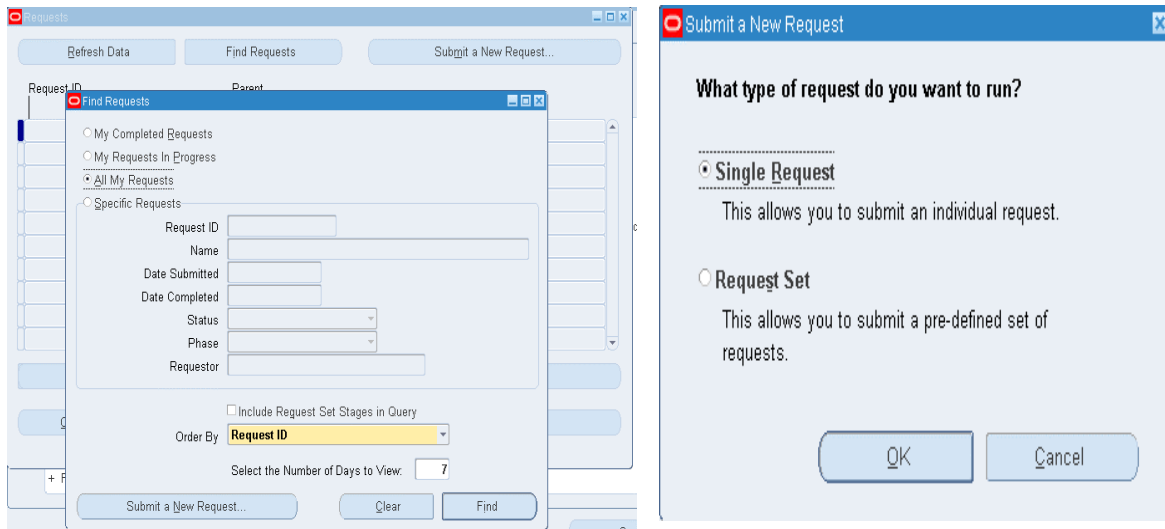 Requests
Refresh Data
Find Requests
Submit a New Request...
Request ID
Parent
Find Requests
My Completed Requests
My Requests In Progress
All My Requests
Specific Requests
Request ID
Name
Date Submitted
Date Completed
Status
Phase
Requestor
Include Request Set Stages in Query
Order By Request ID
Select the Number of Days to View: 7
Submit a New Request...
Clear
Find
Submit a New Request
What type of request do you want to run?
Single Request
This allows you to submit an individual request.
Request Set
This allows you to submit a pre-defined set of
requests.
OK
Cancel